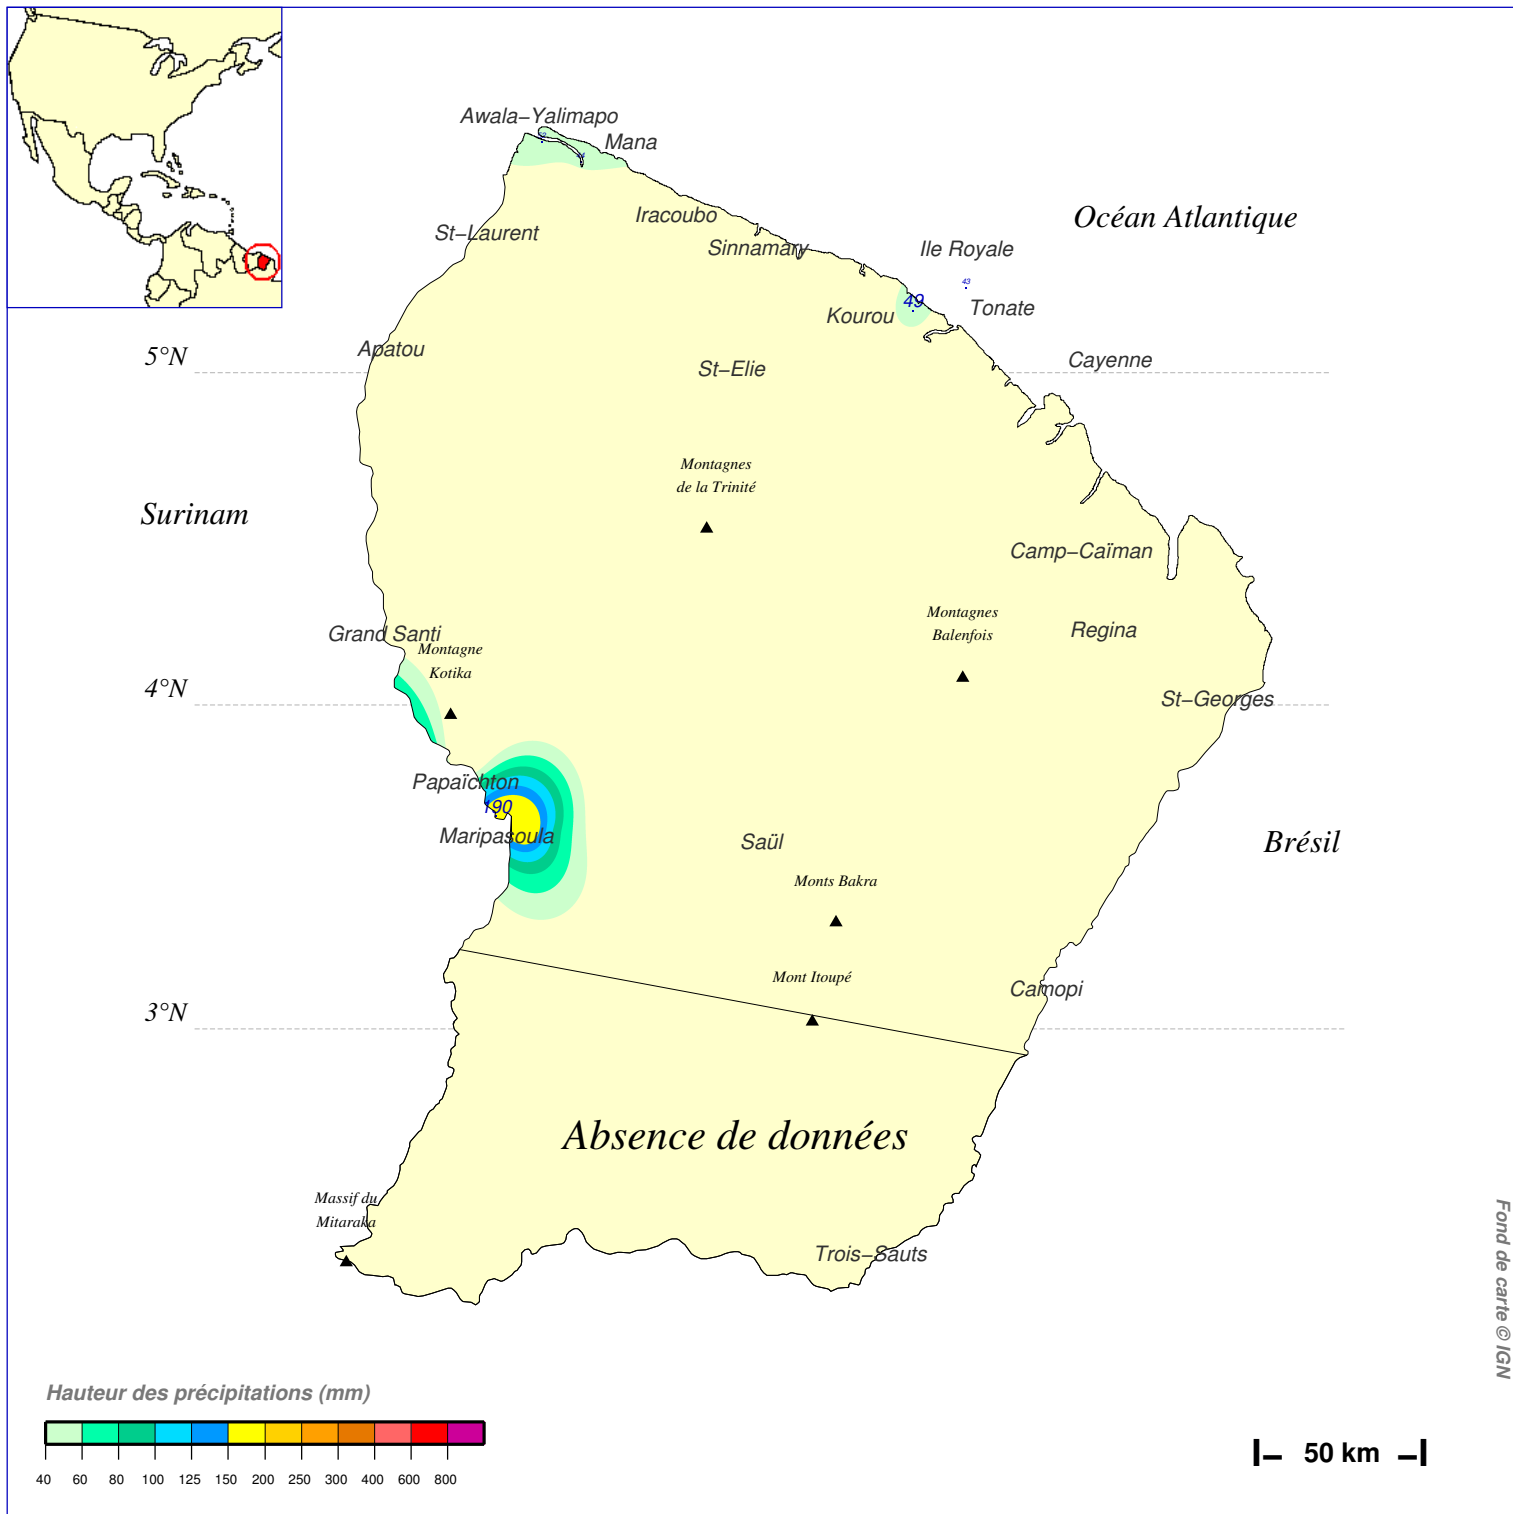 Awala−Yalimapo
Mana
Océan Atlantique
Iracoubo
St−Laurent
Sinnamary
Ile Royale
43
49
Tonate
Kourou
5°N
Apatou
Cayenne
St−Elie
Montagnes
de la Trinité
Surinam
Camp−Caïman
Montagnes
Balenfois
Regina
Grand Santi
Montagne
Kotika
4°N
St−Georges
Papaïchton
190
Maripasoula
Saül
Brésil
Monts Bakra
Mont Itoupé
Camopi
3°N
Absence de données
Massif du
Mitaraka
Trois−Sauts
Fond de carte © IGN
Hauteur des précipitations (mm)
40 60 80 100 125 150 200 250 300 400 600 800
50 km